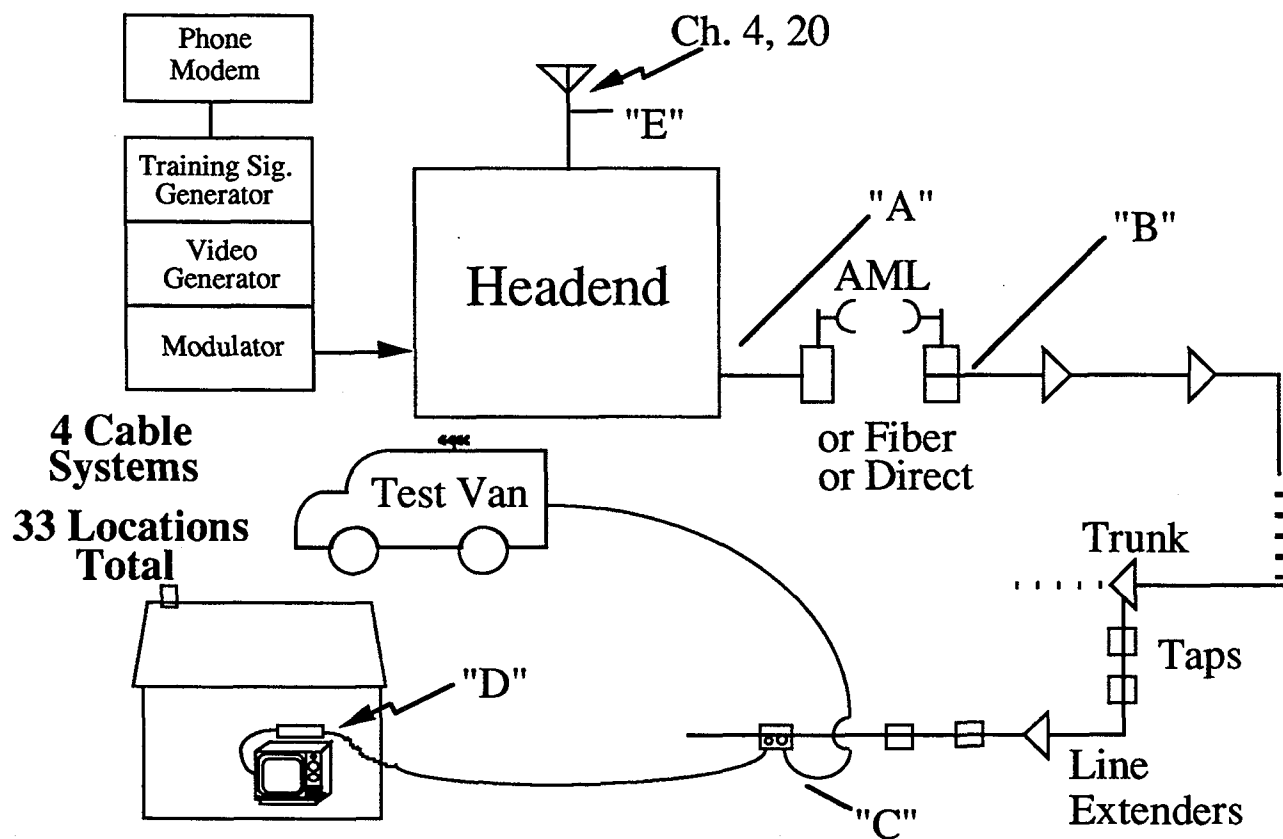 Phone
Modem
Training Sig.
Generator
Video
Generator
Modulator
Ch. 4, 20
"E"
Headend
"A"
AML
"B"
or Fiber
or Direct
4 Cable
Systems
33 Locations
Total
Test Van
Trunk
Taps
"D"
Line
Extenders
"C"